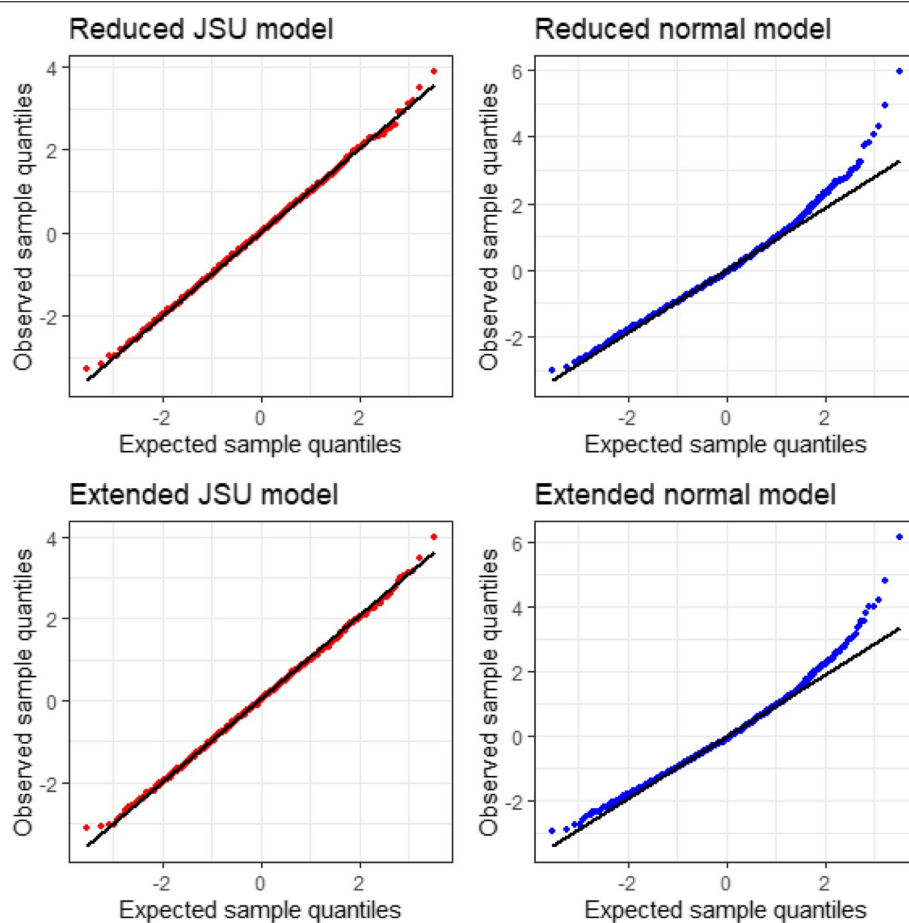 Reduced JSU model
Observed sample quantiles
4
2
0
-2
-2
0
2
Expected sample quantiles
Reduced normal model
Observed sample quantiles
6
4
2
0
-2
-2
0
2
Expected sample quantiles
Extended JSU model
Observed sample quantiles
4
2
0
-2
-2
0
2
Expected sample quantiles
Extended normal model
Observed sample quantiles
6
4
2
0
-2
-2
0
2
Expected sample quantiles